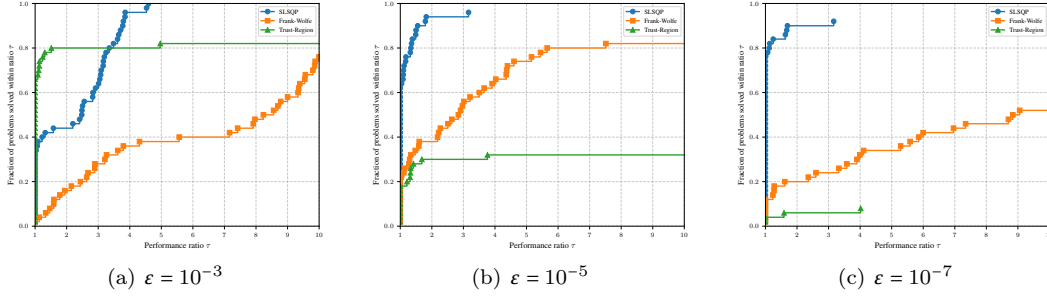 Fraction of problems solved within ratio τ
1.0
0.8
0.6
0.4
0.2
0.0
1 2 3 4 5 6 7 8 9 10
Performance ratio τ
SLSQP
Frank-Wolfe
Trust-Region
(a) ε = 10⁻³
Fraction of problems solved within ratio τ
1.0
0.8
0.6
0.4
0.2
0.0
1 2 3 4 5 6 7 8 9 10
Performance ratio τ
SLSQP
Frank-Wolfe
Trust-Region
(b) ε = 10⁻⁵
Fraction of problems solved within ratio τ
1.0
0.8
0.6
0.4
0.2
0.0
1 2 3 4 5 6 7 8 9 10
Performance ratio τ
SLSQP
Frank-Wolfe
Trust-Region
(c) ε = 10⁻⁷